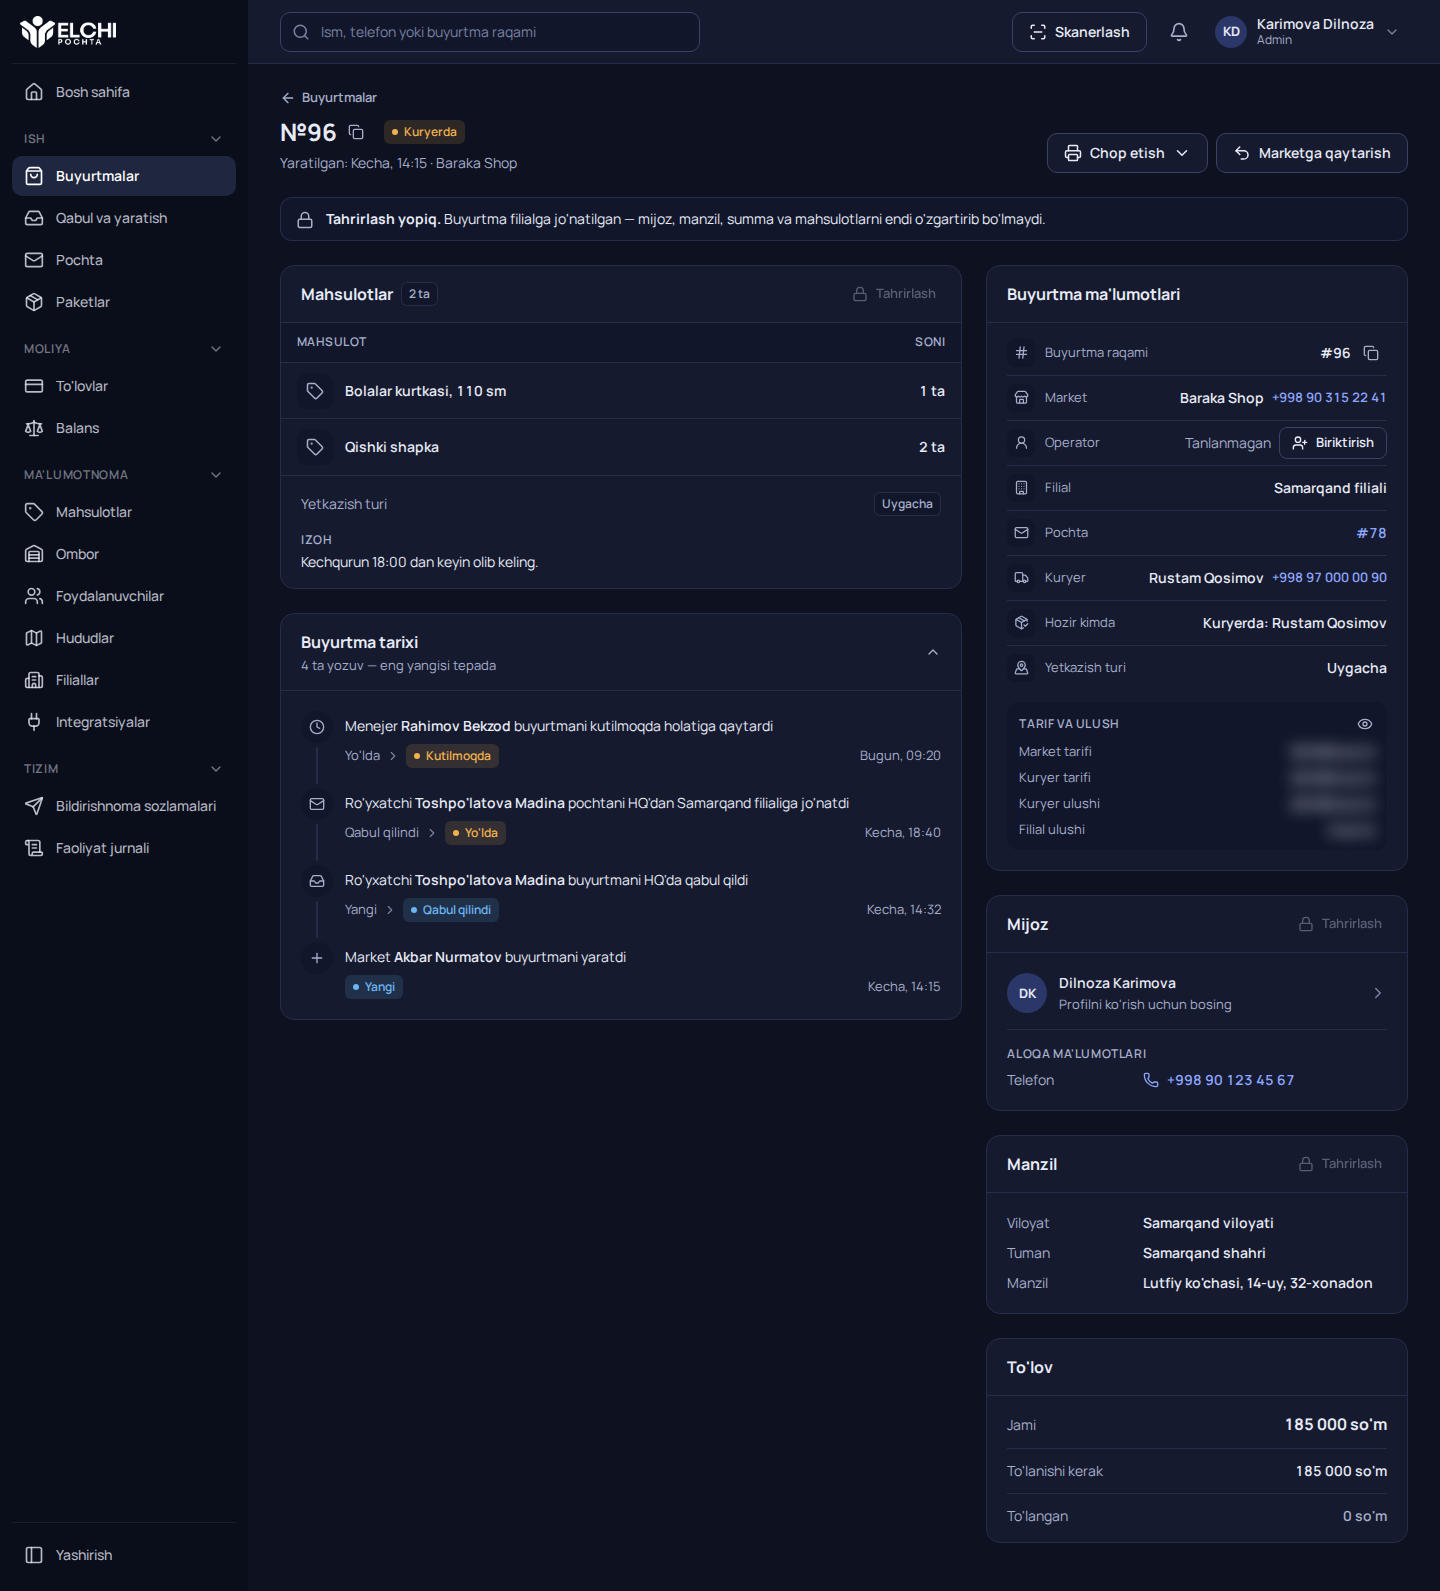 ELCHI
POCHTA
Ism, telefon yoki buyurtma raqami
Skanerlash
KD
Karimova Dilnoza
Admin
Bosh sahifa
ISH
Buyurtmalar
Qabul va yaratish
Pochta
Paketlar
MOLIYA
To'lovlar
Balans
MA'LUMOTNOMA
Mahsulotlar
Ombor
Foydalanuvchilar
Hududlar
Filiallar
Integratsiyalar
TIZIM
Bildirishnoma sozlamalari
Faoliyat jurnali
Yashirish
Buyurtmalar
№96
Kuryerda
Yaratilgan: Kecha, 14:15 · Baraka Shop
Chop etish
Marketga qaytarish
Tahrirlash yopiq. Buyurtma filialga jo'natilgan — mijoz, manzil, summa va mahsulotlarni endi o'zgartirib bo'lmaydi.
Mahsulotlar 2 ta
Tahrirlash
MAHSULOT SONI
Bolalar kurtkasi, 110 sm 1 ta
Qishki shapka 2 ta
Yetkazish turi Uygacha
IZOH
Kechqurun 18:00 dan keyin olib keling.
Buyurtma tarixi
4 ta yozuv — eng yangisi tepada
Menejer Rahimov Bekzod buyurtmani kutilmoqda holatiga qaytardi
Yo'lda Kutilmoqda Bugun, 09:20
Ro'yxatchi Toshpo'latova Madina pochtani HQ'dan Samarqand filialiga jo'natdi
Qabul qilindi Yo'lda Kecha, 18:40
Ro'yxatchi Toshpo'latova Madina buyurtmani HQ'da qabul qildi
Yangi Qabul qilindi Kecha, 14:32
Market Akbar Nurmatov buyurtmani yaratdi
Yangi Kecha, 14:15
Buyurtma ma'lumotlari
Buyurtma raqami #96
Market Baraka Shop +998 90 315 22 41
Operator Tanlanmagan Biriktirish
Filial Samarqand filiali
Pochta #78
Kuryer Rustam Qosimov +998 97 000 00 90
Hozir kimda Kuryerda: Rustam Qosimov
Yetkazish turi Uygacha
TARIF VA ULUSH
Market tarifi
Kuryer tarifi
Kuryer ulushi
Filial ulushi
Mijoz Tahrirlash
DK
Dilnoza Karimova
Profilni ko'rish uchun bosing
ALOQA MA'LUMOTLARI
Telefon +998 90 123 45 67
Manzil Tahrirlash
Viloyat Samarqand viloyati
Tuman Samarqand shahri
Manzil Lutfiy ko'chasi, 14-uy, 32-xonadon
To'lov
Jami 185 000 so'm
To'lanishi kerak 185 000 so'm
To'langan 0 so'm